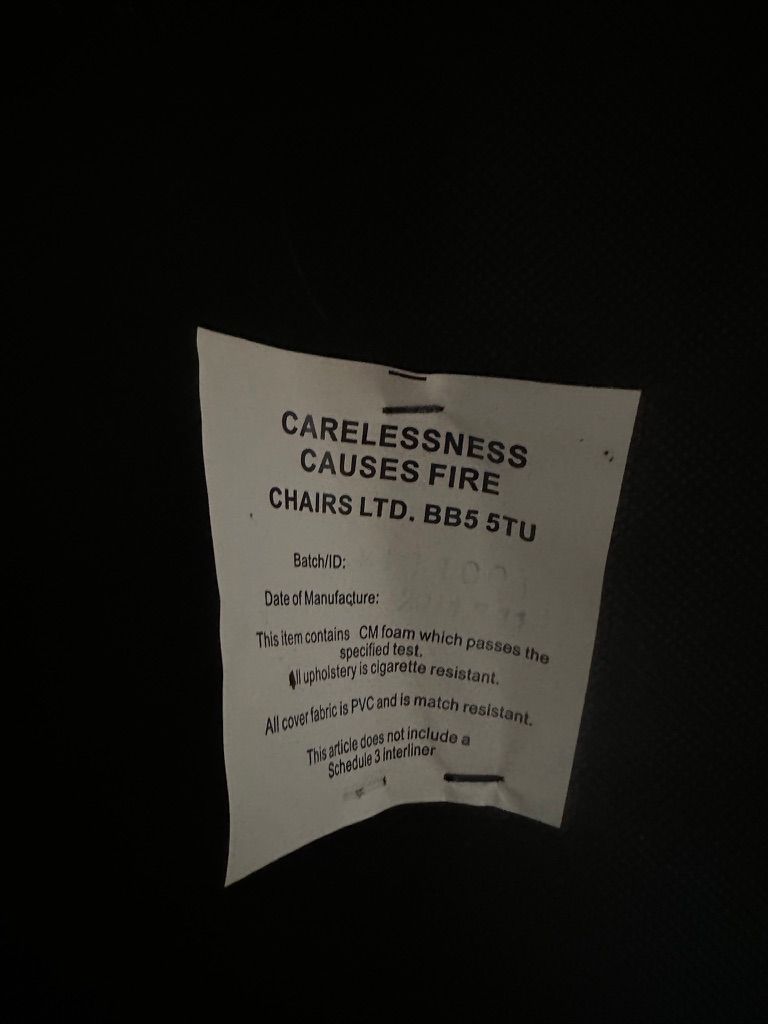 CARELESSNESS
CAUSES FIRE
CHAIRS LTD. BB5 5TU
Batch/ID:
Date of Manufacture:
This item contains CM foam which passes the
specified test.
All upholstery is cigarette resistant.
All cover fabric is PVC and is match resistant.
This article does not include a
Schedule 3 interliner